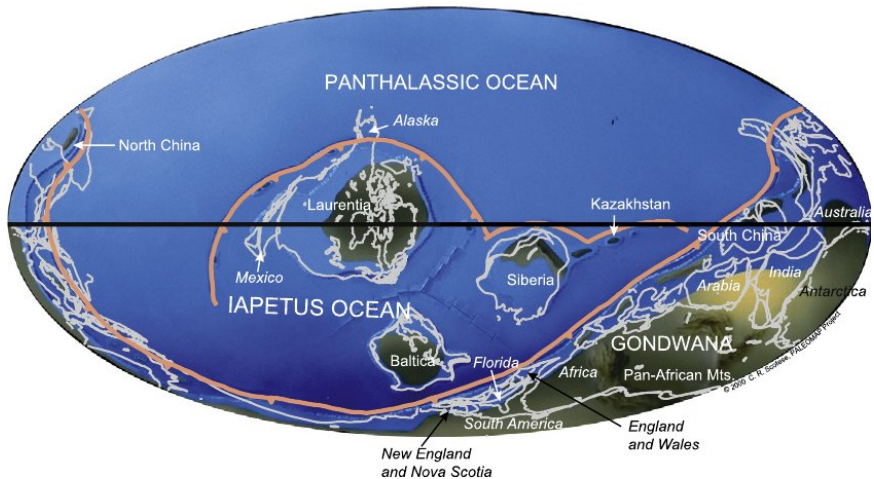 PANTHALASSIC OCEAN
Alaska
North China
Laurentia
Kazakhstan
South China
Australia
Mexico
Siberia
India
Arabia
Antarctica
IAPETUS OCEAN
GONDWANA
Baltica
Florida
Africa
Pan-African Mts.
© 2000 C. R. Scotese, PALEOMAP Project
South America
England
and Wales
New England
and Nova Scotia